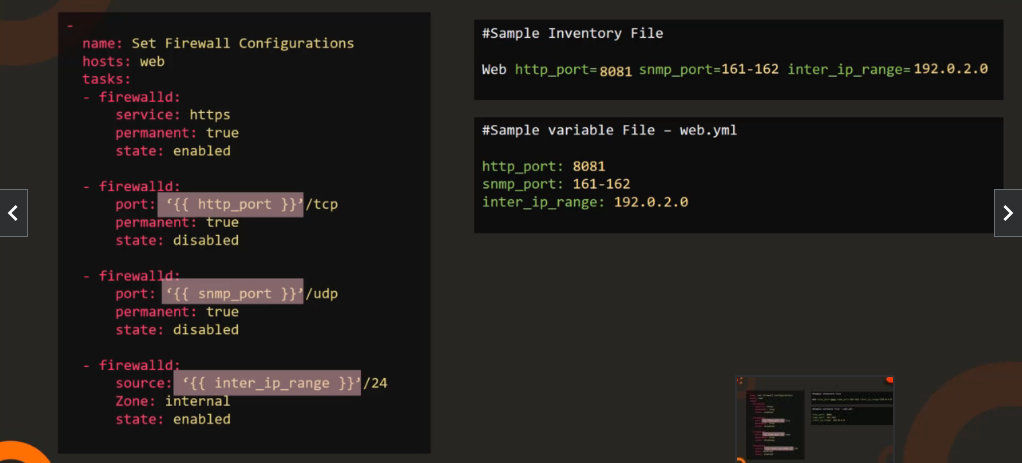 -
name: Set Firewall Configurations
hosts: web
tasks:
- firewalld:
service: https
permanent: true
state: enabled
- firewalld:
port: ‘{{ http_port }}’/tcp
permanent: true
state: disabled
- firewalld:
port: ‘{{ snmp_port }}’/udp
permanent: true
state: disabled
- firewalld:
source: ‘{{ inter_ip_range }}’/24
Zone: internal
state: enabled
#Sample Inventory File
Web http_port=8081 snmp_port=161-162 inter_ip_range=192.0.2.0
#Sample variable File – web.yml
http_port: 8081
snmp_port: 161-162
inter_ip_range: 192.0.2.0